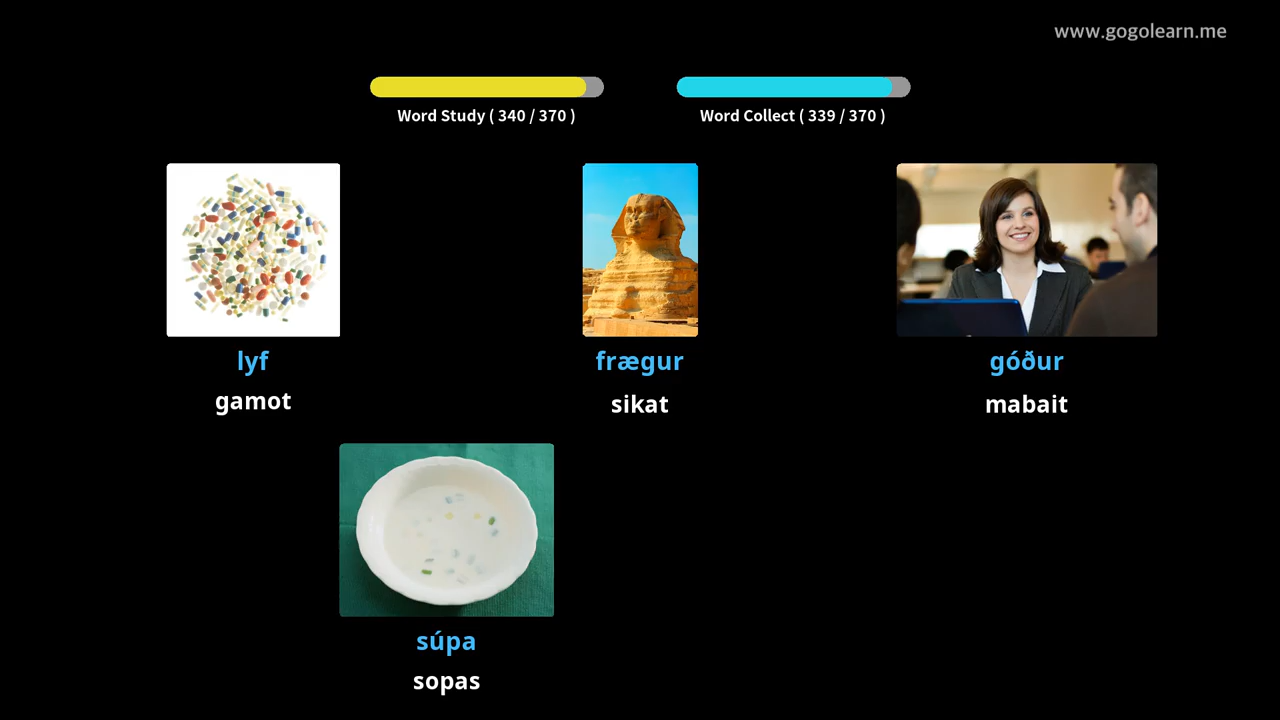 www.gogolearn.me
Word Study ( 340 / 370 )
Word Collect ( 339 / 370 )
lyf
gamot
frægur
sikat
góður
mabait
súpa
sopas